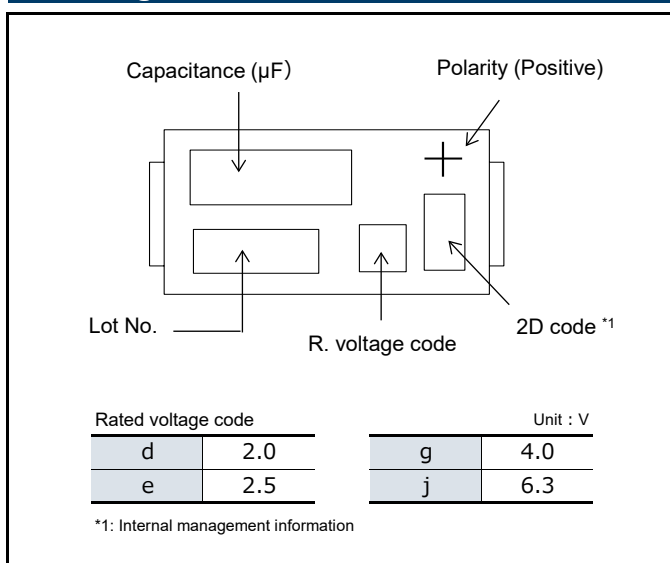 Capacitance (μF)
Polarity (Positive)
Lot No.
R. voltage code
2D code *1
Rated voltage code
Unit : V
d 2.0 g 4.0
e 2.5 j 6.3
*1: Internal management information